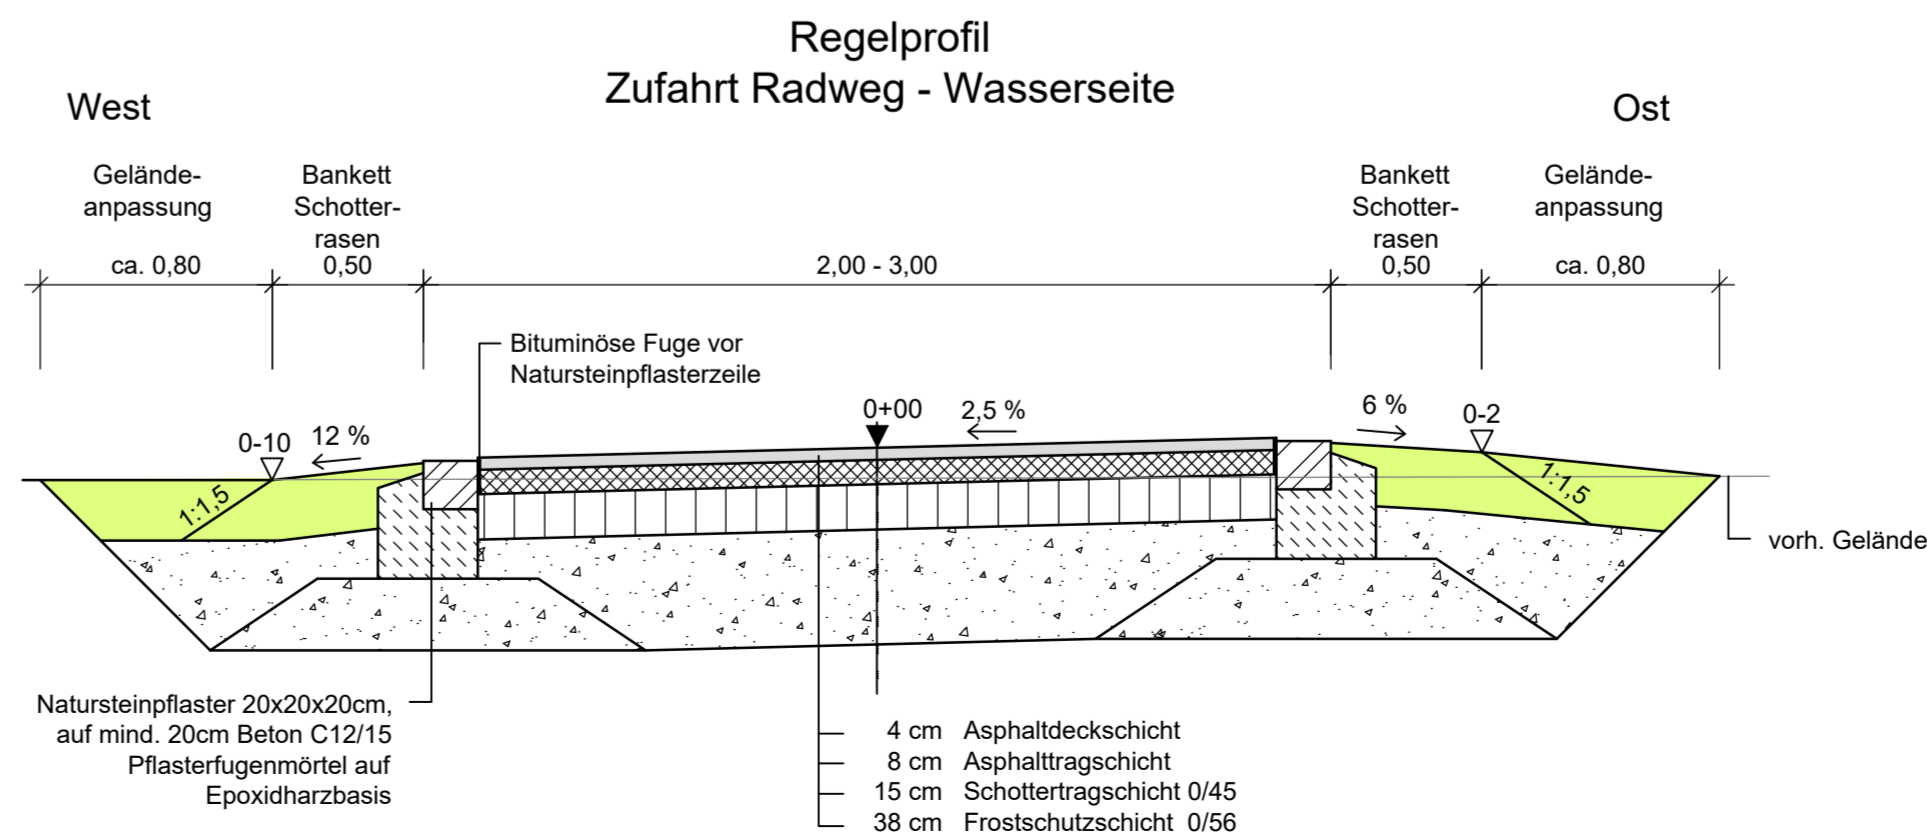 Regelprofil
Zufahrt Radweg - Wasserseite
West
Ost
Gelände-
anpassung
ca. 0,80
Bankett
Schotter-
rasen
0,50
2,00 - 3,00
Bankett
Schotter-
rasen
0,50
Gelände-
anpassung
ca. 0,80
Bituminöse Fuge vor
Natursteinpflasterzeile
0-10
12 %
0+00
2,5 %
6 %
0-2
1:1,5
1:1,5
vorh. Gelände
Natursteinpflaster 20x20x20cm,
auf mind. 20cm Beton C12/15
Pflasterfugenmörtel auf
Epoxidharzbasis
4 cm Asphaltdeckschicht
8 cm Asphalttragschicht
15 cm Schottertragschicht 0/45
38 cm Frostschutzschicht 0/56